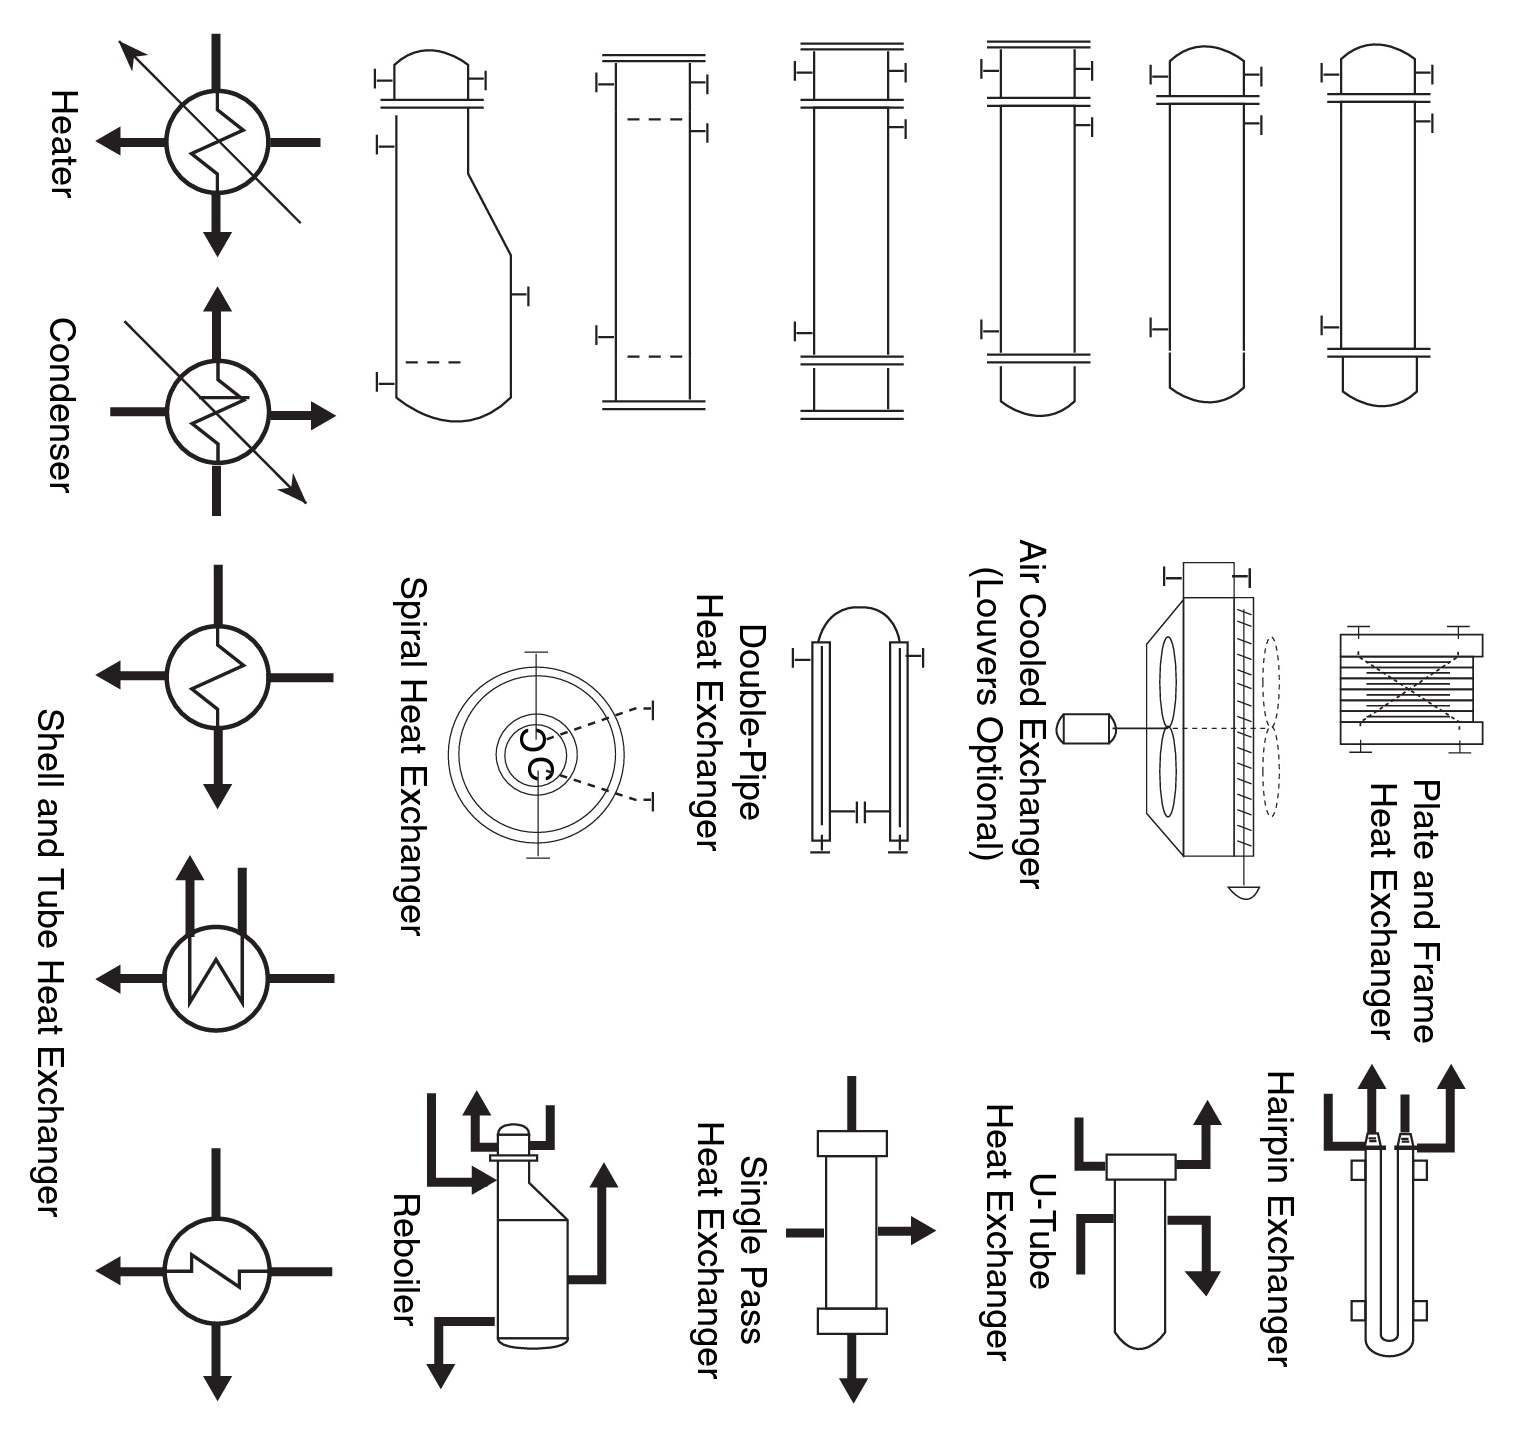 Plate and Frame
Heat Exchanger
Hairpin Exchanger
Air Cooled Exchanger
(Louvers Optional)
U-Tube
Heat Exchanger
Double-Pipe
Heat Exchanger
Single Pass
Heat Exchanger
Spiral Heat Exchanger
Reboiler
Heater
Condenser
Shell and Tube Heat Exchanger